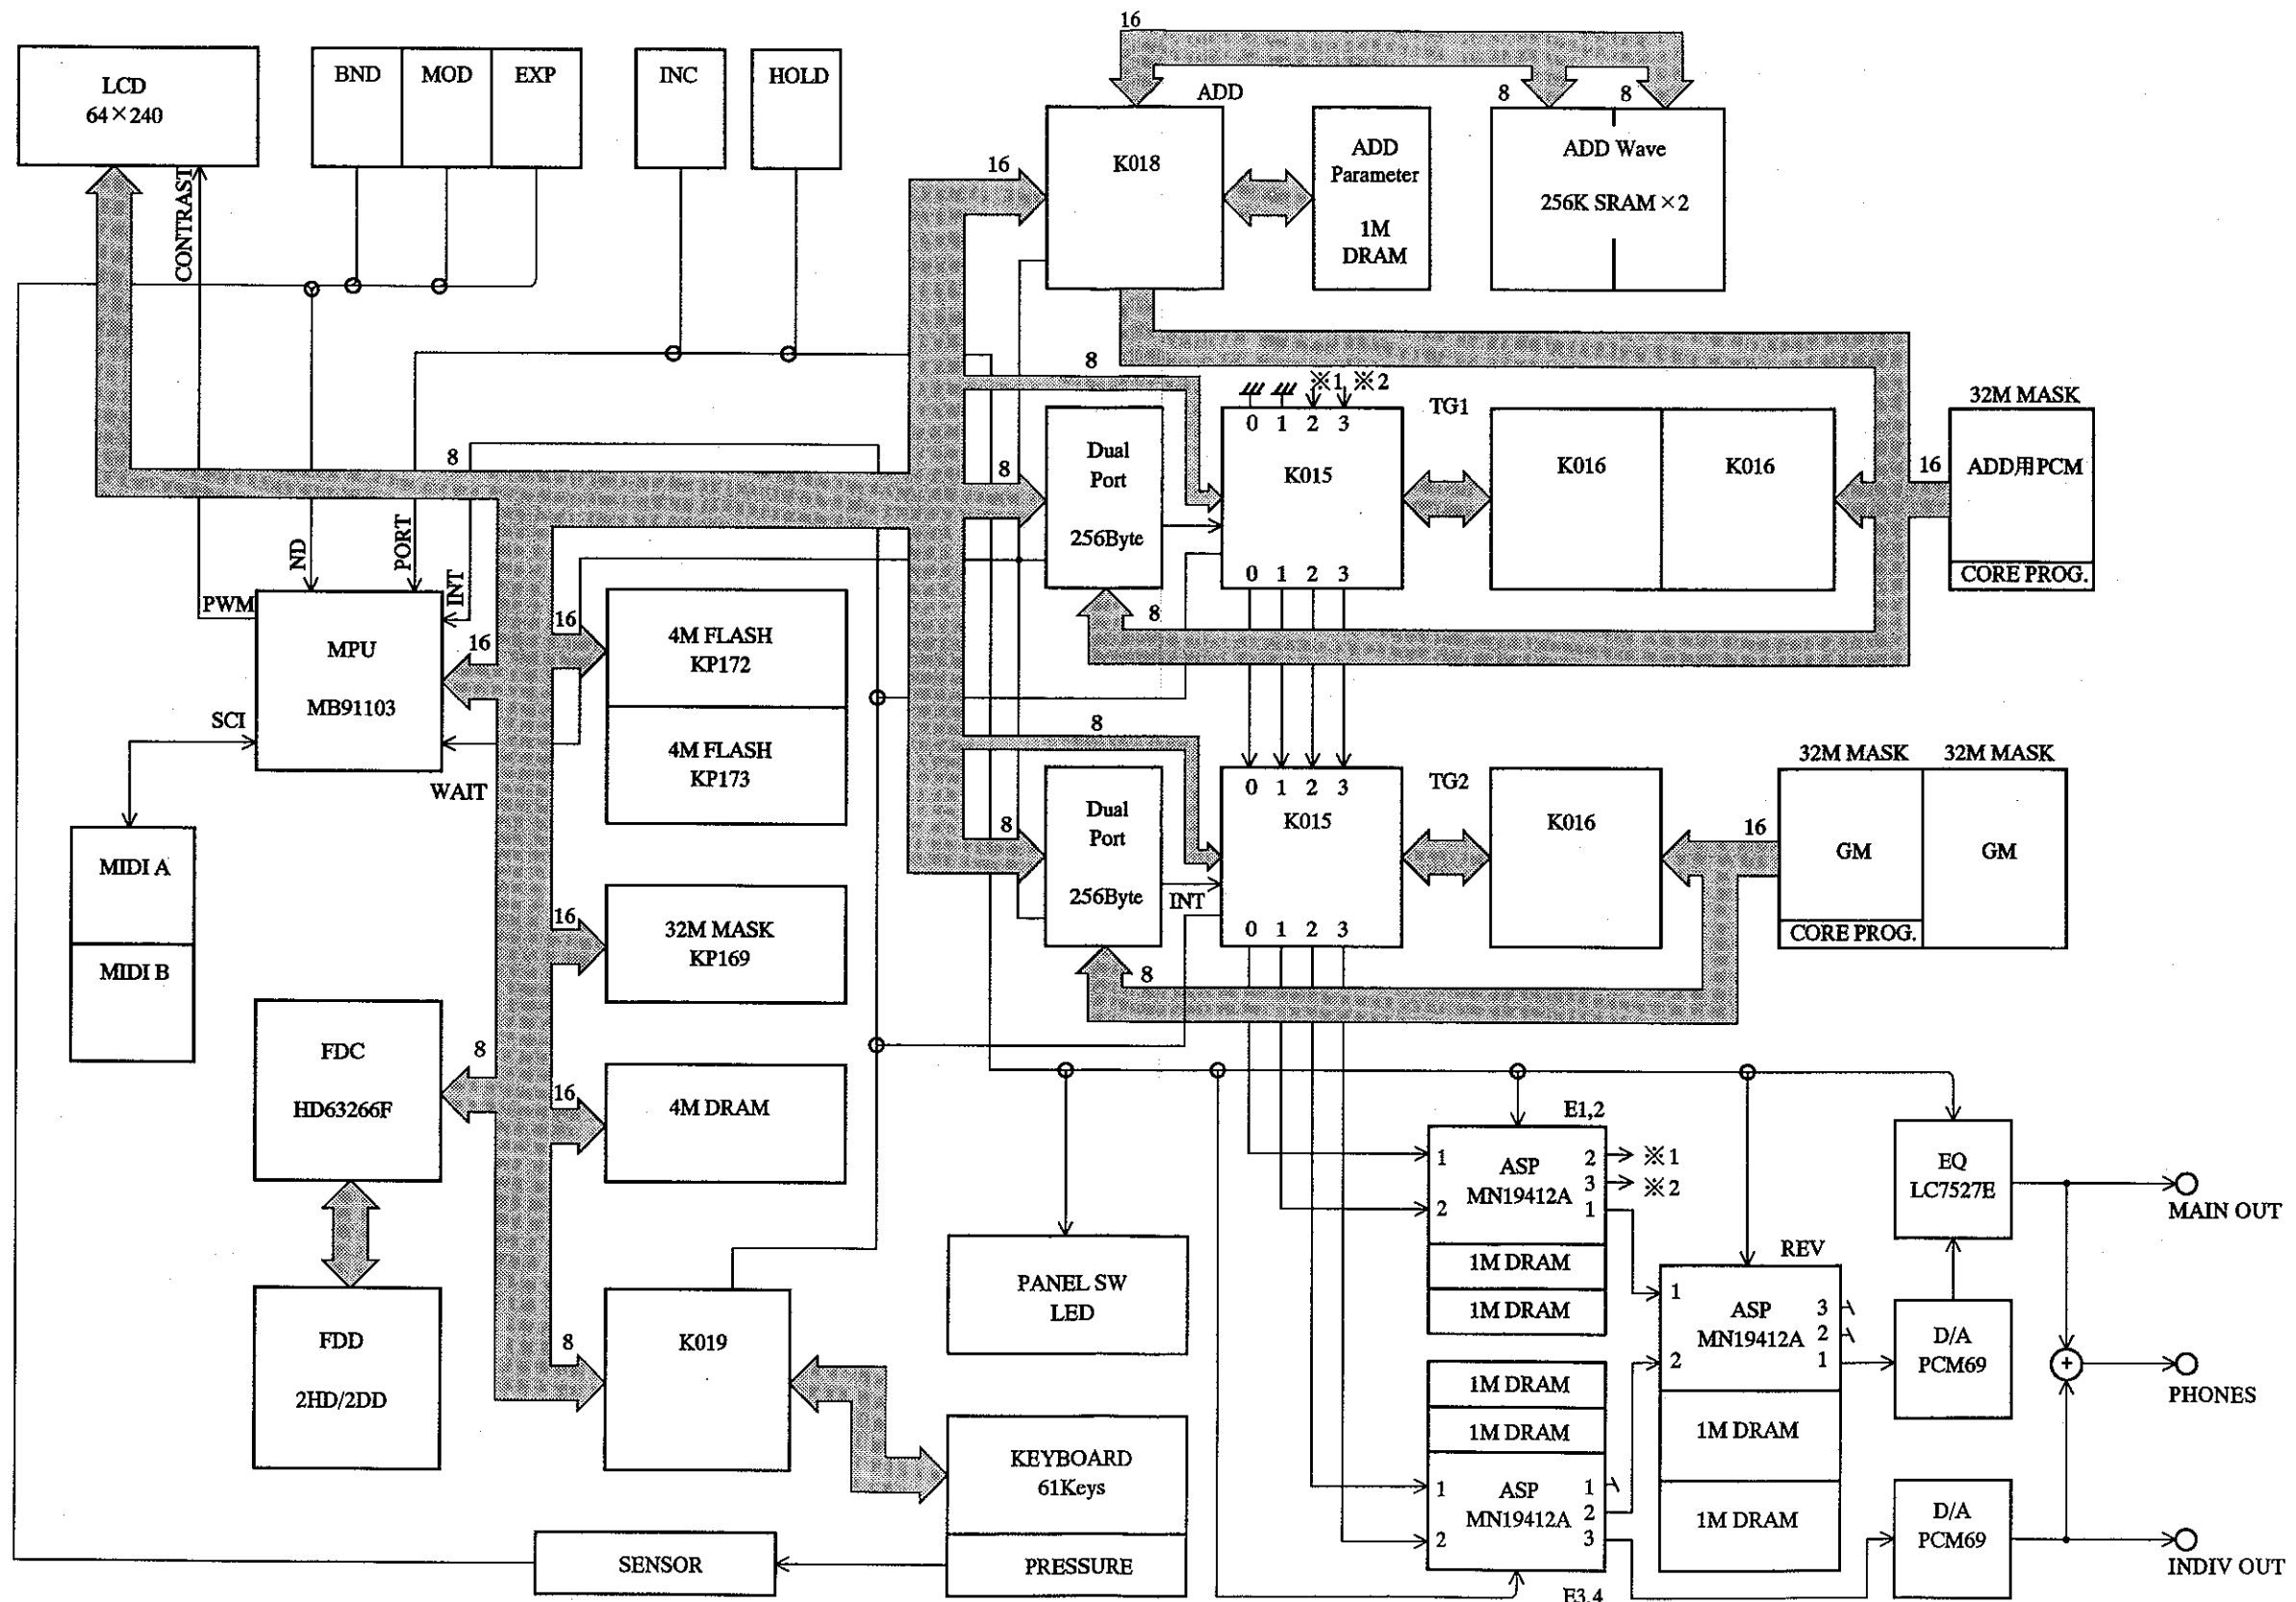 16
LCD
64×240
BND
MOD
EXP
INC
HOLD
CONTRAST
ADD
K018
16
ADD
Parameter
1M
DRAM
8
8
ADD Wave
256K SRAM×2
8
※1
※2
0 1 2 3
K015
0 1 2 3
TG1
K016
K016
32M MASK
16
ADD用PCM
CORE PROG.
8
8
Dual
Port
256Byte
8
ND
PORT
INT
PWM
16
MPU
MB91103
SCI
WAIT
16
4M FLASH
KP172
4M FLASH
KP173
MIDI A
MIDI B
8
8
Dual
Port
256Byte
INT
8
0 1 2 3
K015
0 1 2 3
TG2
K016
16
32M MASK
32M MASK
GM
GM
CORE PROG.
16
32M MASK
KP169
8
FDC
HD63266F
16
4M DRAM
FDD
2HD/2DD
8
K019
PANEL SW
LED
KEYBOARD
61Keys
PRESSURE
SENSOR
E1,2
1
2
ASP
MN19412A
2
3
1
※1
※2
1M DRAM
1M DRAM
1M DRAM
1M DRAM
1
2
ASP
MN19412A
1
2
3
E3,4
REV
1
2
ASP
MN19412A
3
2
1
1M DRAM
1M DRAM
EQ
LC7527E
D/A
PCM69
D/A
PCM69
+
MAIN OUT
PHONES
INDIV OUT